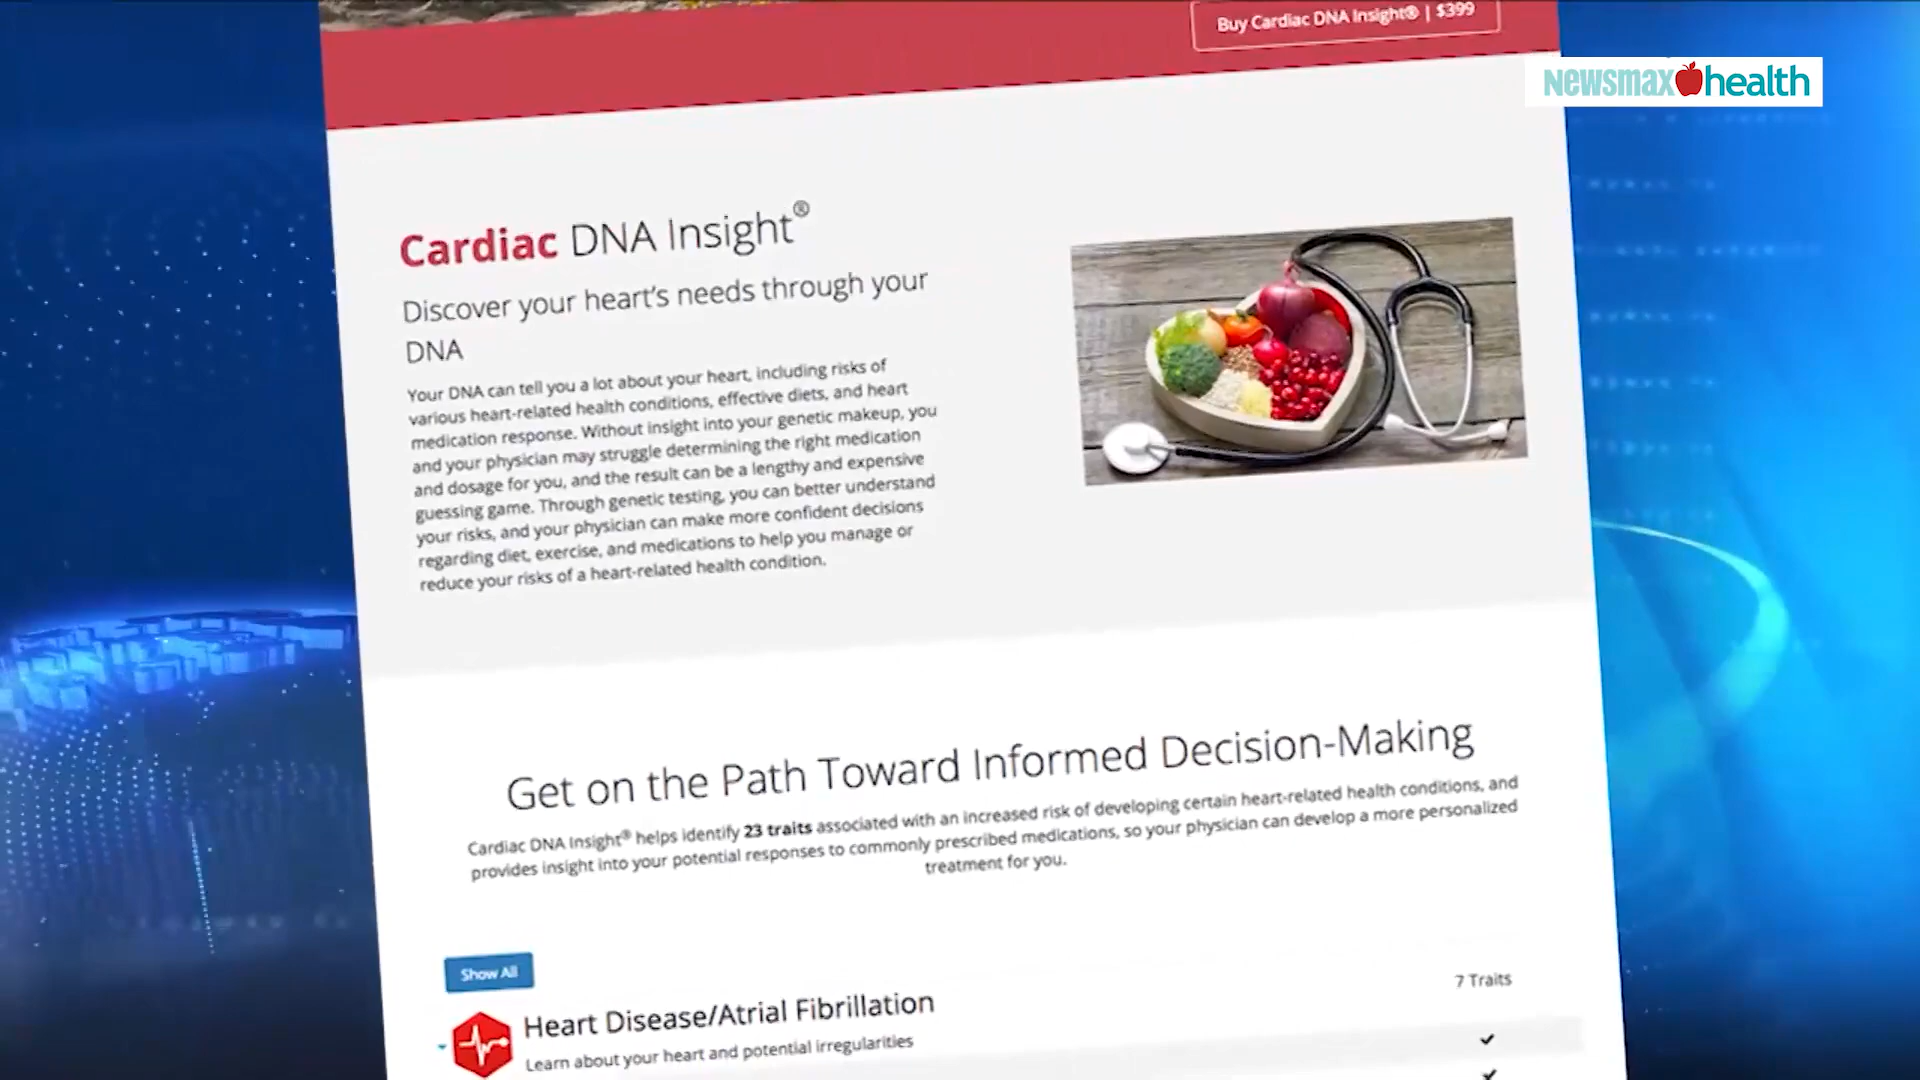 Buy Cardiac DNA Insight® | $399
Newsmax health
Cardiac DNA Insight®
Discover your heart's needs through your
DNA
Your DNA can tell you a lot about your heart, including risks of
various heart-related health conditions, effective diets, and heart
medication response. Without insight into your genetic makeup, you
and your physician may struggle determining the right medication
and dosage for you, and the result can be a lengthy and expensive
guessing game. Through genetic testing, you can better understand
your risks, and your physician can make more confident decisions
regarding diet, exercise, and medications to help you manage or
reduce your risks of a heart-related health condition.
Get on the Path Toward Informed Decision-Making
Cardiac DNA Insight® helps identify 23 traits associated with an increased risk of developing certain heart-related health conditions, and
provides insight into your potential responses to commonly prescribed medications, so your physician can develop a more personalized
treatment for you.
Show All
7 Traits
Heart Disease/Atrial Fibrillation
Learn about your heart and potential irregularities